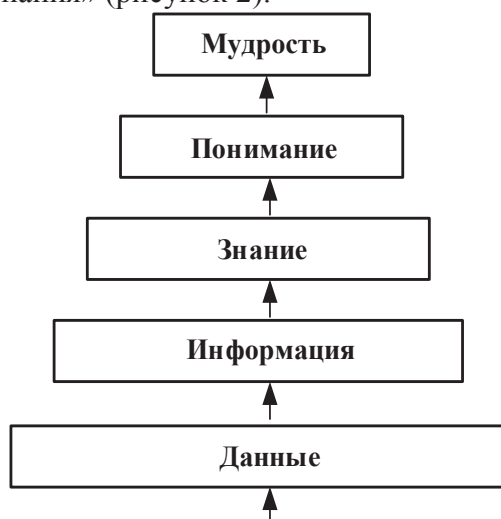 (рисунок 2).
Мудрость
Понимание
Знание
Информация
Данные